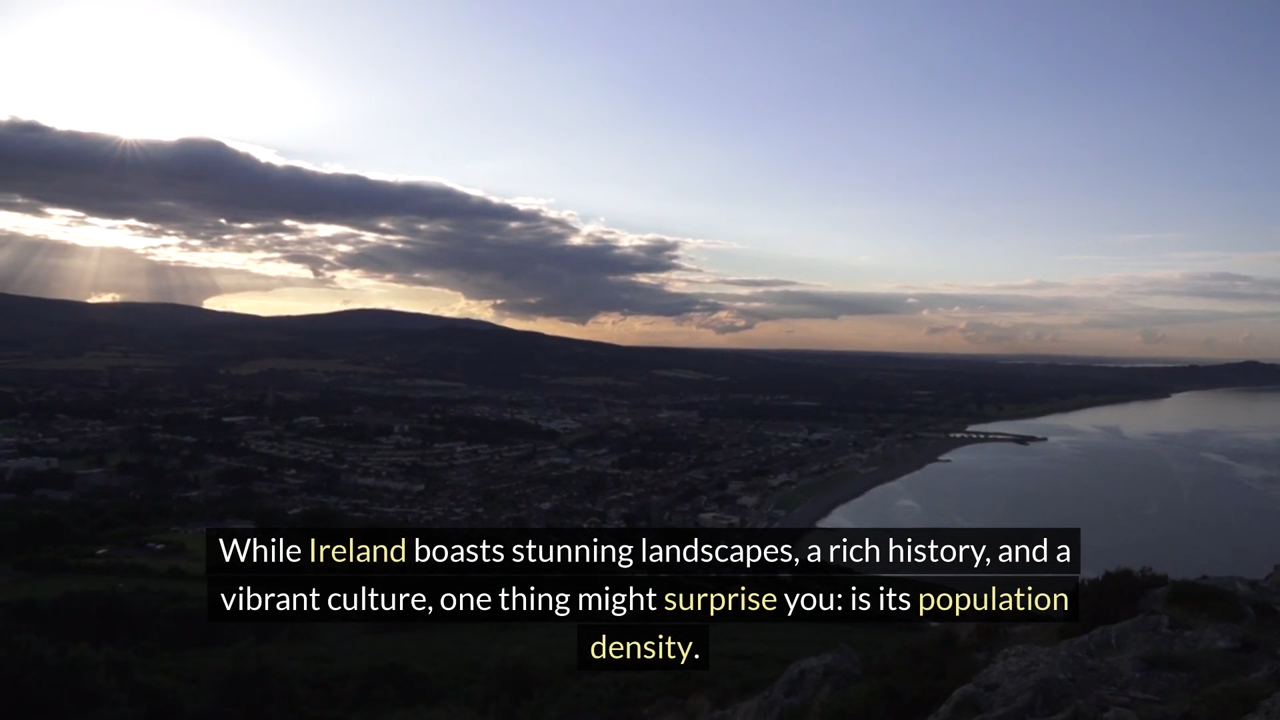 While Ireland boasts stunning landscapes, a rich history, and a
vibrant culture, one thing might surprise you: is its population
density.